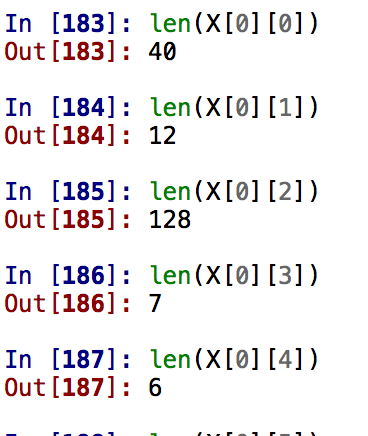 In [183]: len(X[0][0])
Out[183]: 40
In [184]: len(X[0][1])
Out[184]: 12
In [185]: len(X[0][2])
Out[185]: 128
In [186]: len(X[0][3])
Out[186]: 7
In [187]: len(X[0][4])
Out[187]: 6